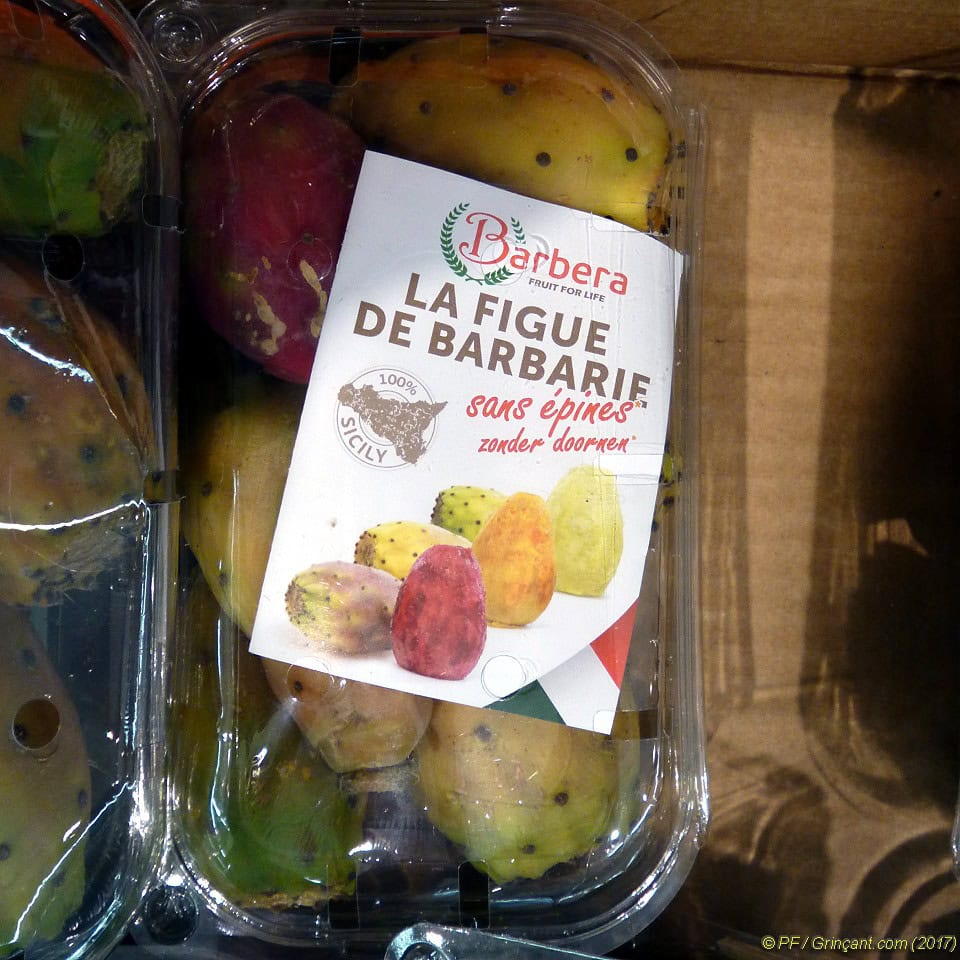 Barbera
FRUIT FOR LIFE
LA FIGUE
DE BARBARIE
sans épines*
zonder doornen*
100%
SICILY
© PF / Grinçant.com (2017)